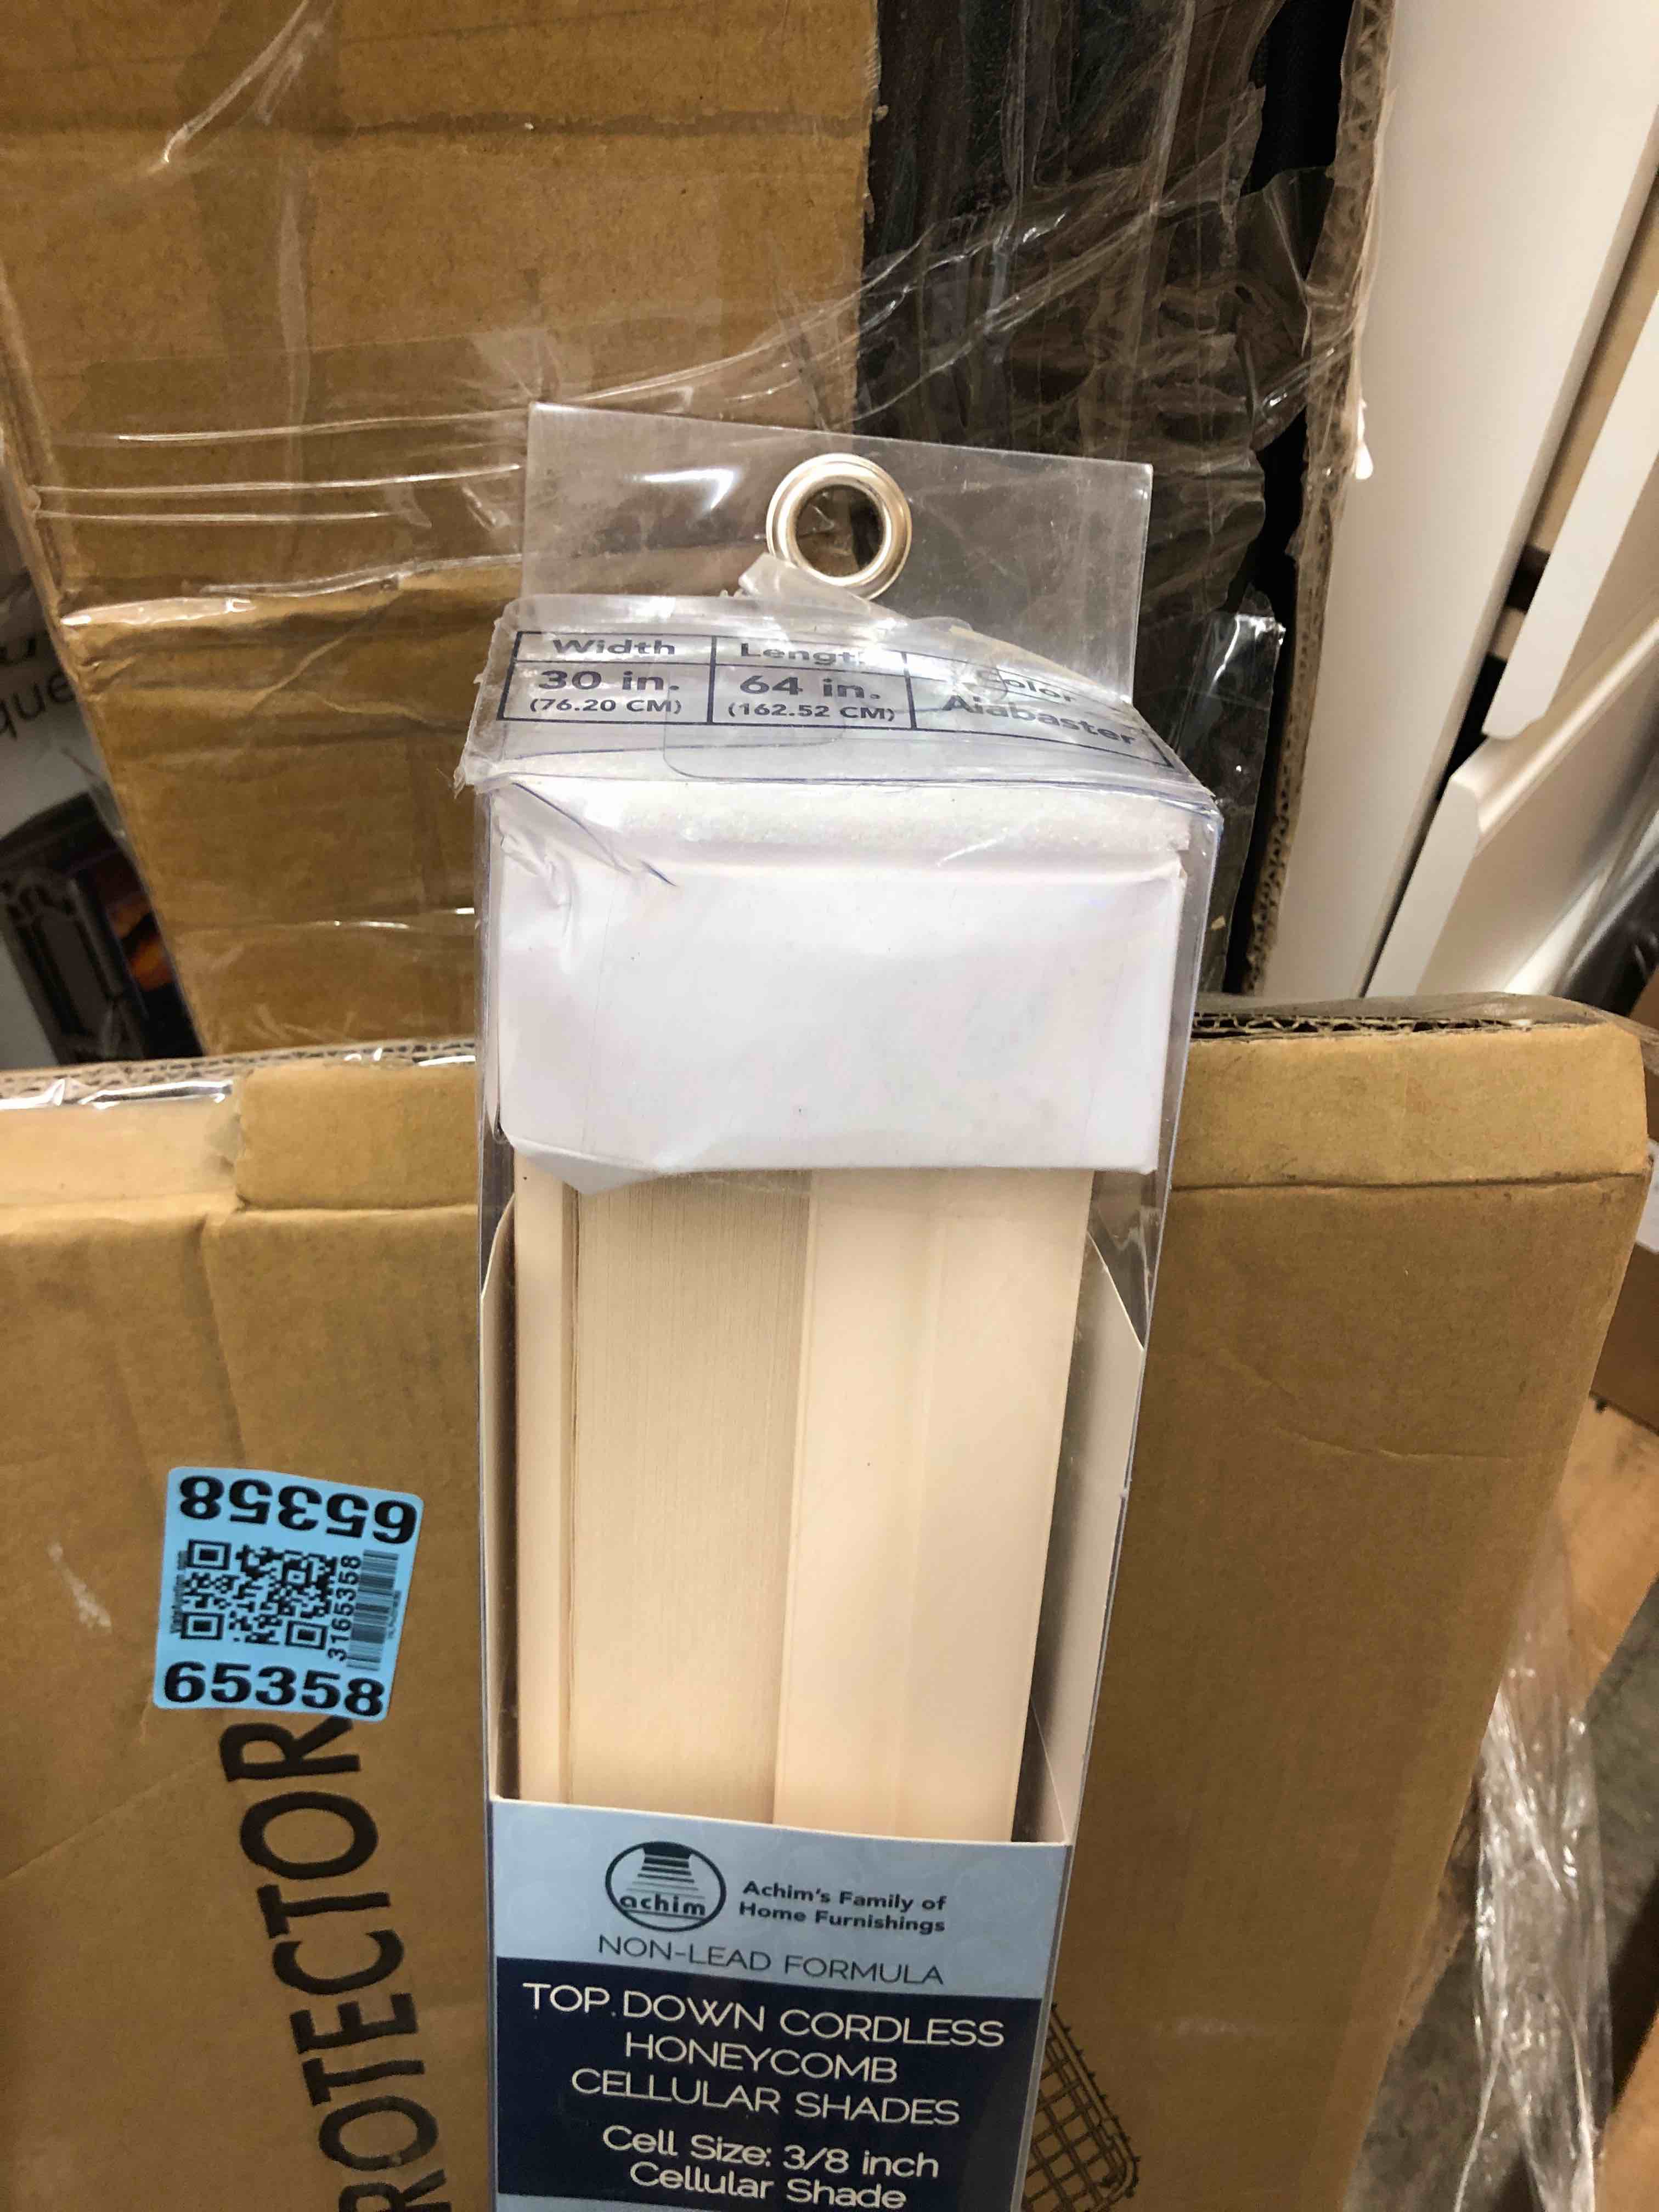 Width Length Color
30 in. 64 in. Alabaster
(76.20 CM) (162.52 CM)
65358
3165358
65358
ROTECTOR
achim
Achim's Family of
Home Furnishings
NON-LEAD FORMULA
TOP DOWN CORDLESS
HONEYCOMB
CELLULAR SHADES
Cell Size: 3/8 inch
Cellular Shade